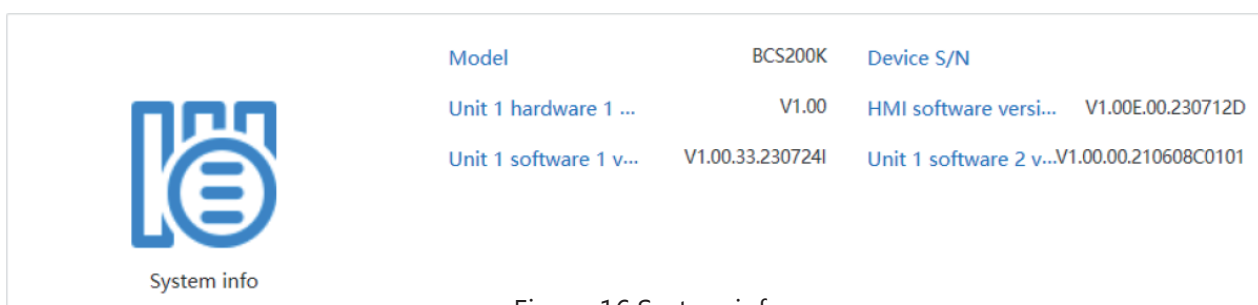 Model BCS200K Device S/N
Unit 1 hardware 1 ... V1.00 HMI software versi... V1.00E.00.230712D
Unit 1 software 1 v... V1.00.33.230724I Unit 1 software 2 v...V1.00.00.210608C0101
System info